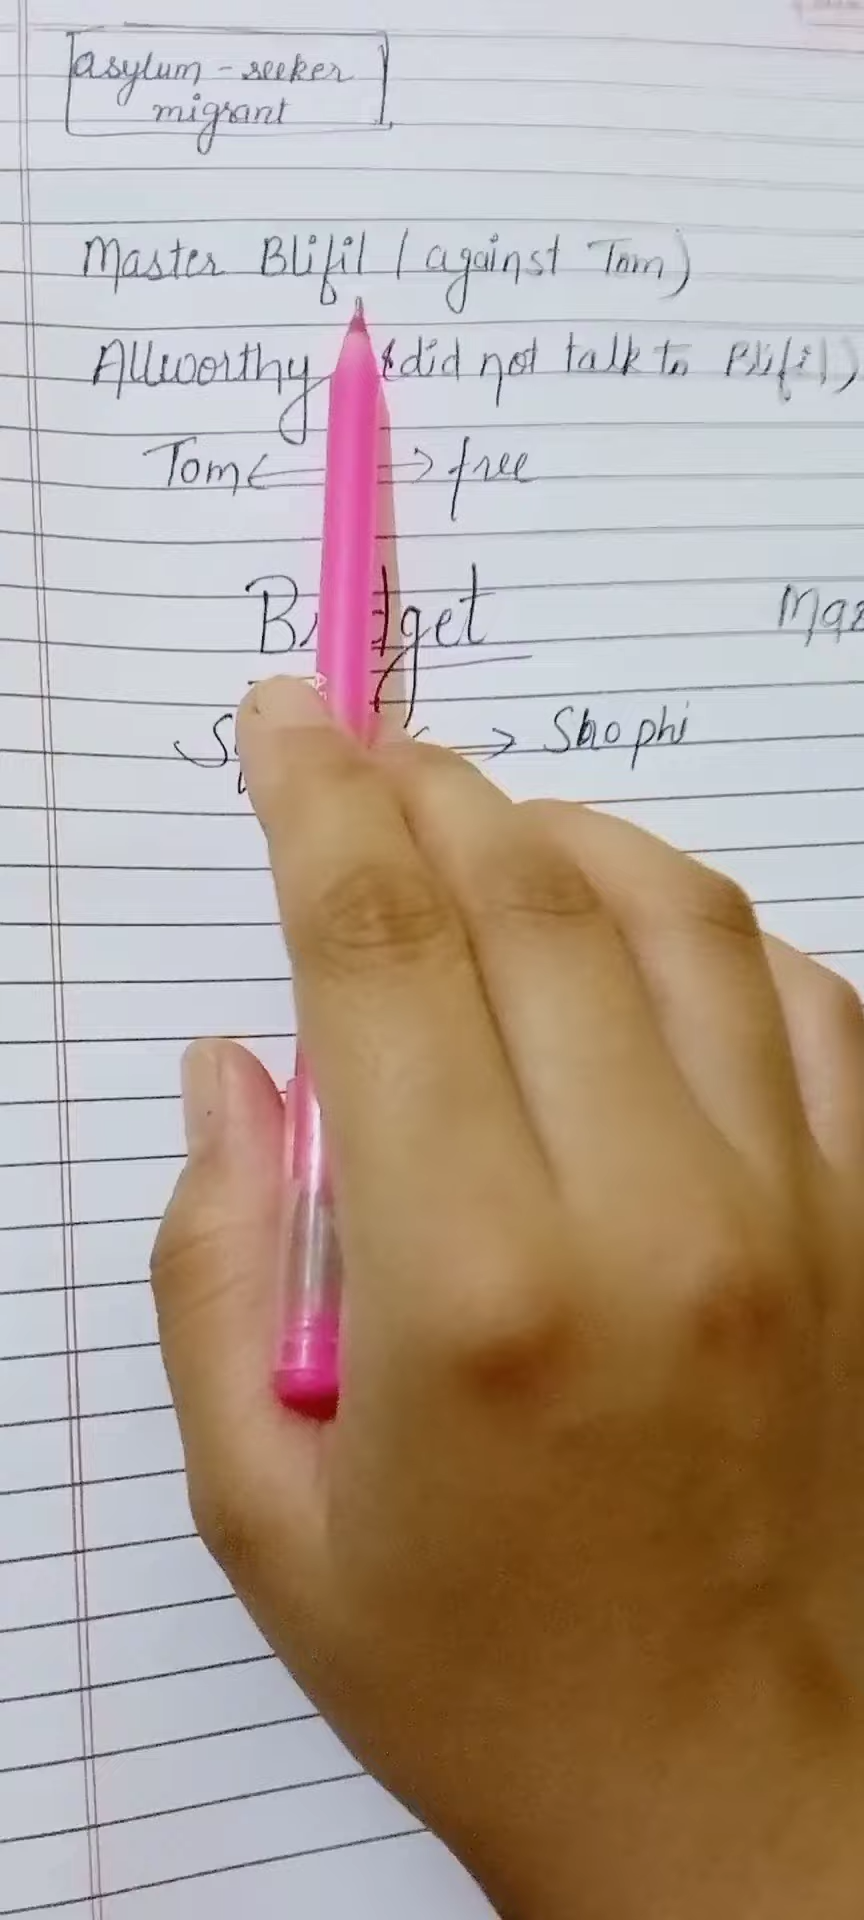 asylum - seeker
migrant
Master Blifil (against Tom)
Allworthy (did not talk to Blifil)
Tom free
Shophi